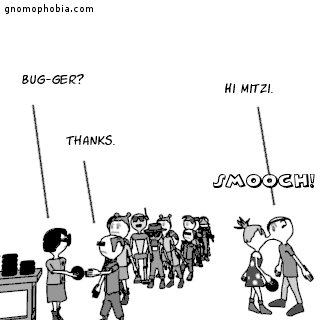 gnomophobia.com
BUG-GER?
HI MITZI.
THANKS.
SMOOCH!